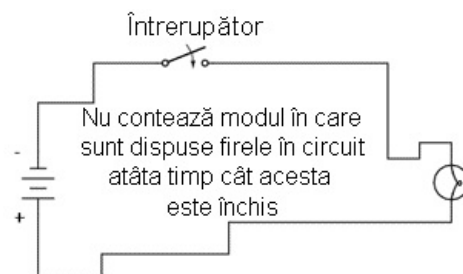 Întrerupător
Nu contează modul în care
sunt dispuse firele în circuit
atâta timp cât acesta
este închis
-
+